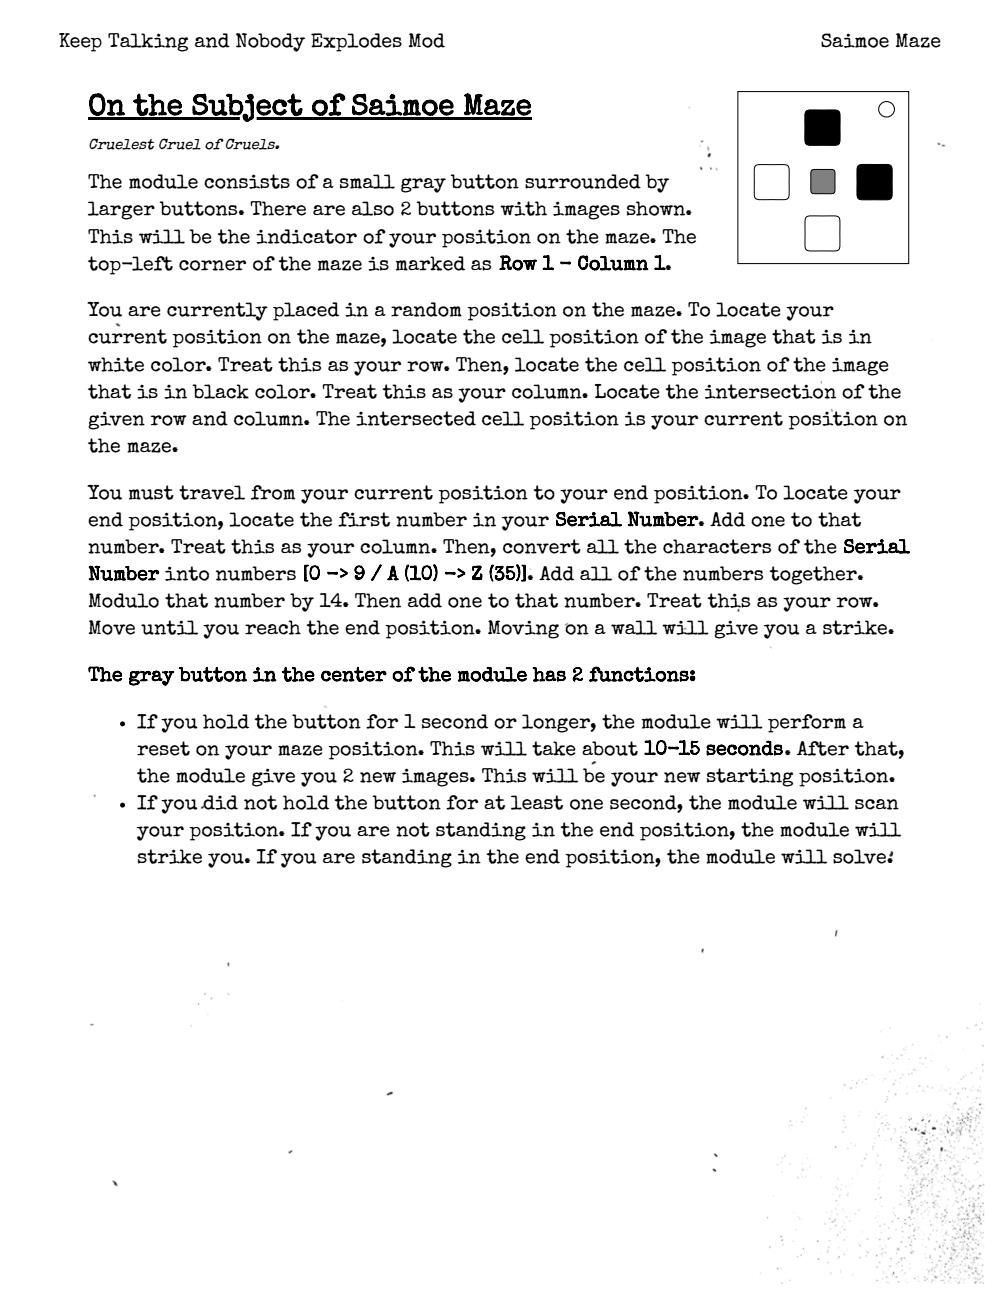 Keep Talking and Nobody Explodes Mod
Saimoe Maze
On the Subject of Saimoe Maze
Cruelest Cruel of Cruels.
The module consists of a small gray button surrounded by
larger buttons. There are also 2 buttons with images shown.
This will be the indicator of your position on the maze. The
top-left corner of the maze is marked as Row 1 - Column 1.
You are currently placed in a random position on the maze. To locate your
current position on the maze, locate the cell position of the image that is in
white color. Treat this as your row. Then, locate the cell position of the image
that is in black color. Treat this as your column. Locate the intersection of the
given row and column. The intersected cell position is your current position on
the maze.
You must travel from your current position to your end position. To locate your
end position, locate the first number in your Serial Number. Add one to that
number. Treat this as your column. Then, convert all the characters of the Serial
Number into numbers [0 -> 9 / A (10) -> Z (35)]. Add all of the numbers together.
Modulo that number by 14. Then add one to that number. Treat this as your row.
Move until you reach the end position. Moving on a wall will give you a strike.
The gray button in the center of the module has 2 functions:
• If you hold the button for 1 second or longer, the module will perform a
reset on your maze position. This will take about 10-15 seconds. After that,
the module give you 2 new images. This will be your new starting position.
• If you did not hold the button for at least one second, the module will scan
your position. If you are not standing in the end position, the module will
strike you. If you are standing in the end position, the module will solve.